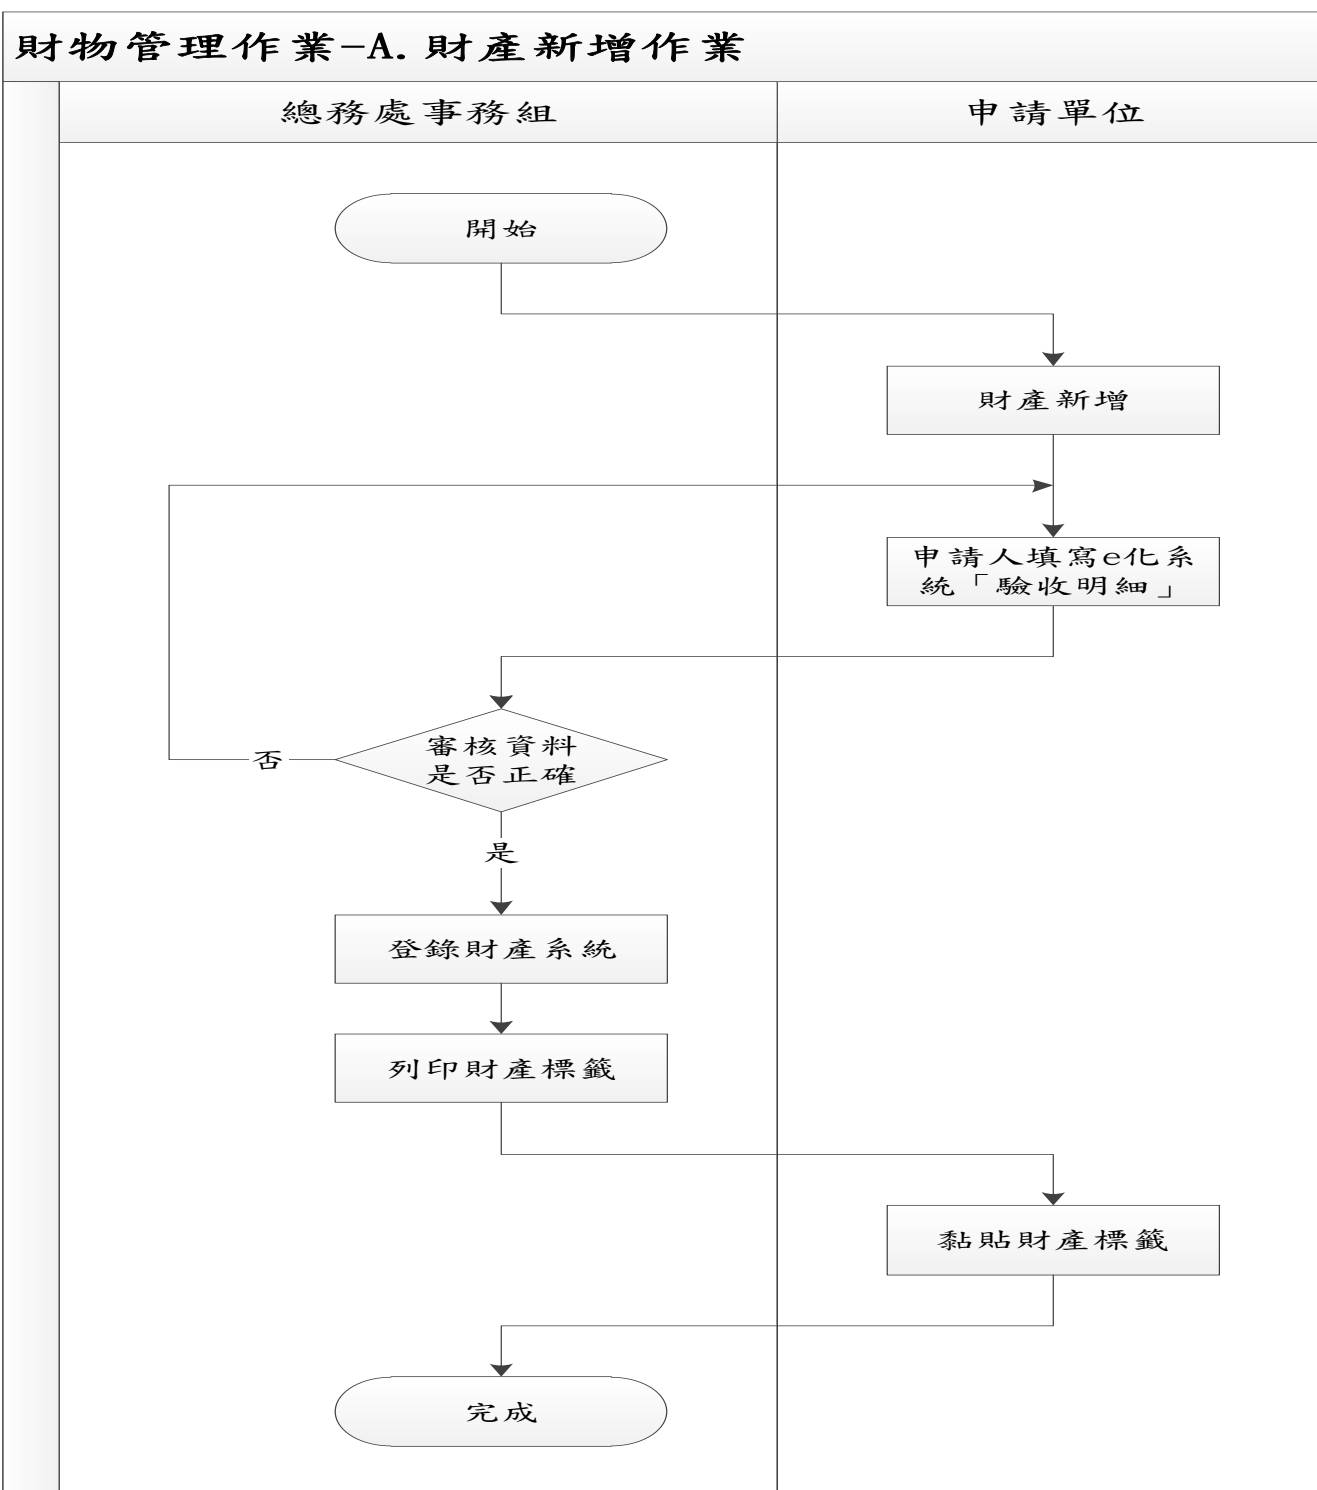 財物管理作業-A.財產新增作業
總務處事務組
申請單位
開始
財產新增
申請人填寫e化系
統「驗收明細」
審核資料
是否正確
否
是
登錄財產系統
列印財產標籤
黏貼財產標籤
完成